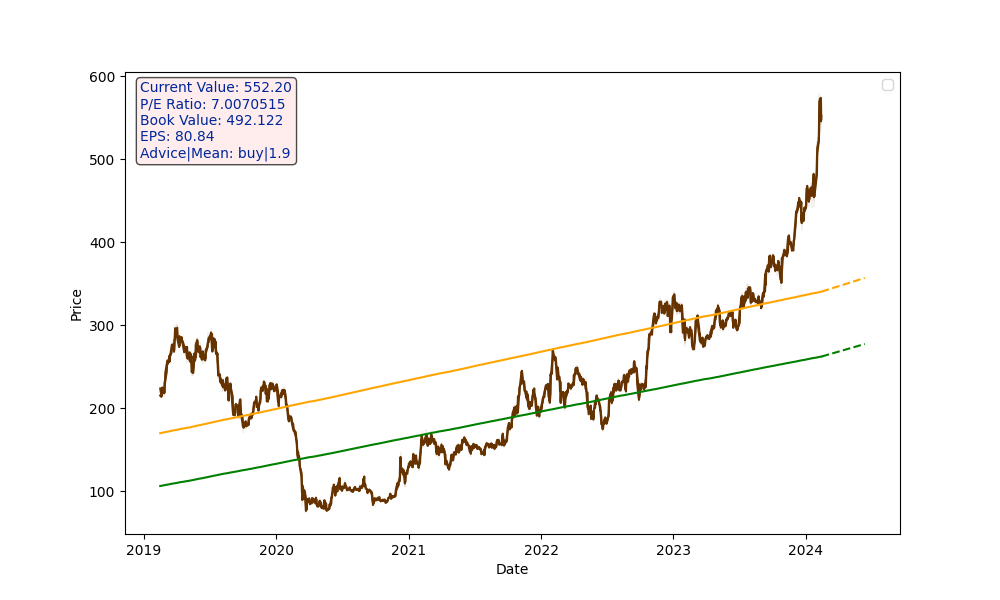 600
500
400
300
200
100
Price
Current Value: 552.20
P/E Ratio: 7.0070515
Book Value: 492.122
EPS: 80.84
Advice|Mean: buy|1.9
2019 2020 2021 2022 2023 2024
Date